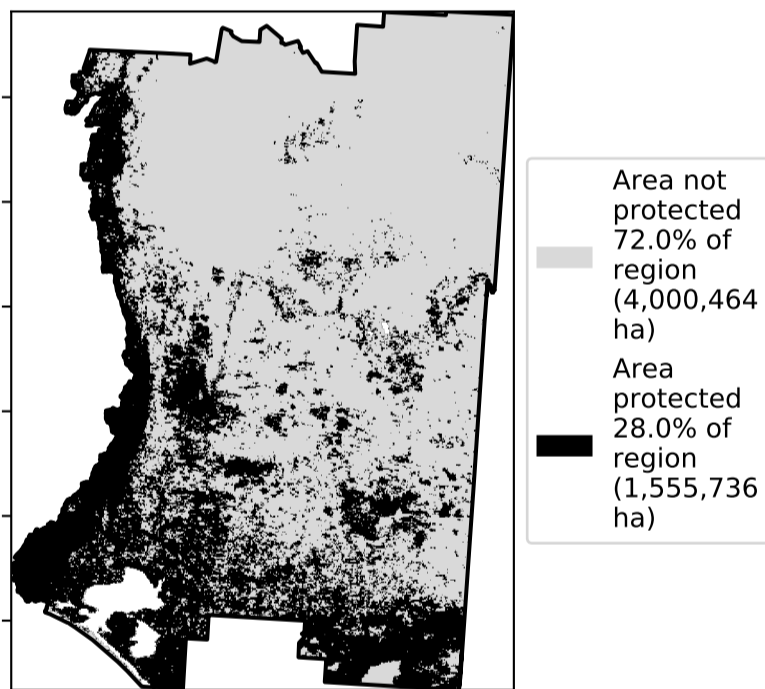 Area not
protected
72.0% of
region
(4,000,464
ha)
Area
protected
28.0% of
region
(1,555,736
ha)